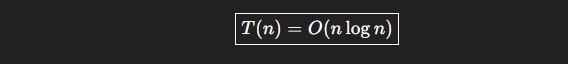 T(n) = O(n log n)